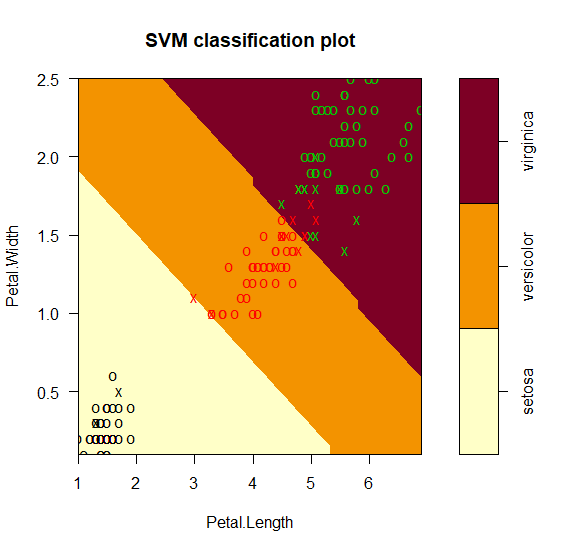 SVM classification plot
2.5
2.0
1.5
1.0
0.5
Petal.Width
1 2 3 4 5 6
Petal.Length
virginica
versicolor
setosa